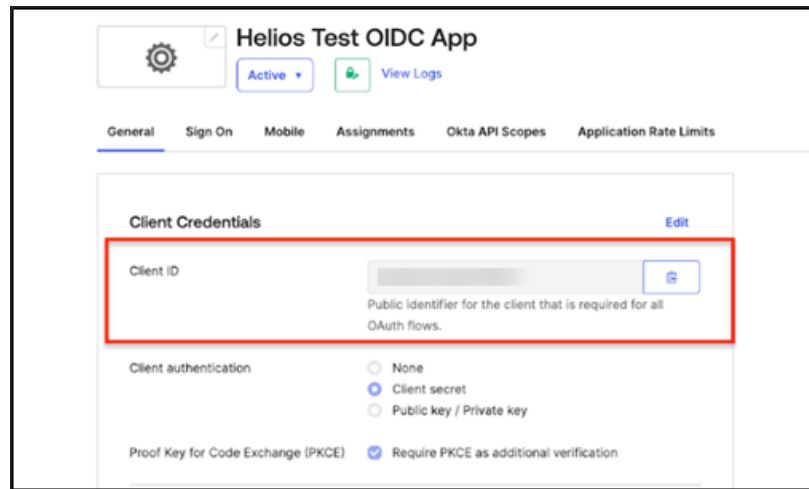 Helios Test OIDC App
Active
View Logs
General Sign On Mobile Assignments Okta API Scopes Application Rate Limits
Client Credentials Edit
Client ID
Public identifier for the client that is required for all
OAuth flows.
Client authentication None
Client secret
Public key / Private key
Proof Key for Code Exchange (PKCE) Require PKCE as additional verification